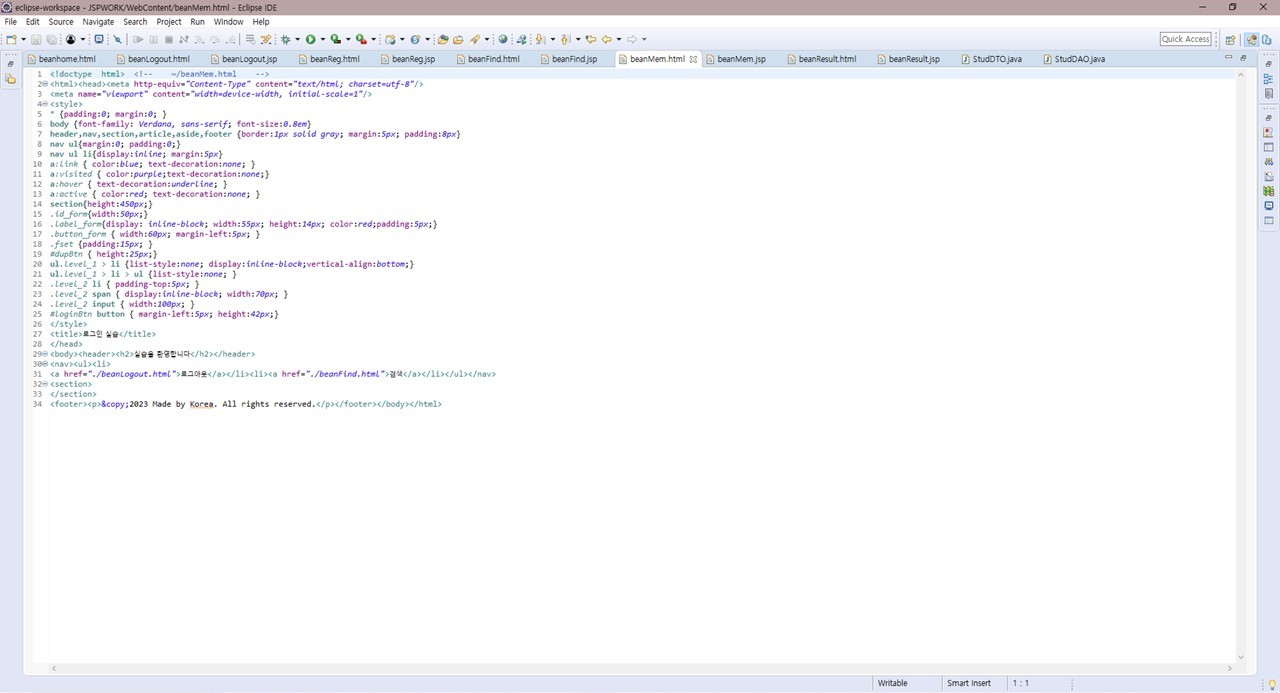 eclipse-workspace - JSPWORK/WebContent/beanMem.html - Eclipse IDE
File Edit Source Navigate Search Project Run Window Help
Quick Access
beanhome.html beanLogout.html beanLogout.jsp beanReg.html beanReg.jsp beanFind.html beanFind.jsp beanMem.html beanMem.jsp beanResult.html beanResult.jsp StudDTO.java StudDAO.java
1 <!doctype html> <!-- ~/beanMem.html -->
2 <html><head><meta http-equiv="Content-Type" content="text/html; charset=utf-8"/>
3 <meta name="viewport" content="width=device-width, initial-scale=1"/>
4 <style>
5 * {padding:0; margin:0; }
6 body {font-family: Verdana, sans-serif; font-size:0.8em}
7 header,nav,section,article,aside,footer {border:1px solid gray; margin:5px; padding:8px}
8 nav ul{margin:0; padding:0;}
9 nav ul li{display:inline; margin:5px}
10 a:link { color:blue; text-decoration:none; }
11 a:visited { color:purple;text-decoration:none;}
12 a:hover { text-decoration:underline; }
13 a:active { color:red; text-decoration:none; }
14 section{height:450px;}
15 .id_form{width:50px;}
16 .label_form{display: inline-block; width:55px; height:14px; color:red;padding:5px;}
17 .button_form { width:60px; margin-left:5px; }
18 .fset {padding:15px; }
19 #dupBtn { height:25px;}
20 ul.level_1 > li {list-style:none; display:inline-block;vertical-align:bottom;}
21 ul.level_1 > li > ul {list-style:none; }
22 .level_2 li { padding-top:5px; }
23 .level_2 span { display:inline-block; width:70px; }
24 .level_2 input { width:100px; }
25 #loginBtn button { margin-left:5px; height:42px;}
26 </style>
27 <title>로그인 실습</title>
28 </head>
29 <body><header><h2>실습을 환영합니다</h2></header>
30 <nav><ul><li>
31 <a href="./beanLogout.html">로그아웃</a></li><li><a href="./beanFind.html">검색</a></li></ul></nav>
32 <section>
33 </section>
34 <footer><p>&copy;2023 Made by Korea. All rights reserved.</p></footer></body></html>
Writable Smart Insert 1 : 1